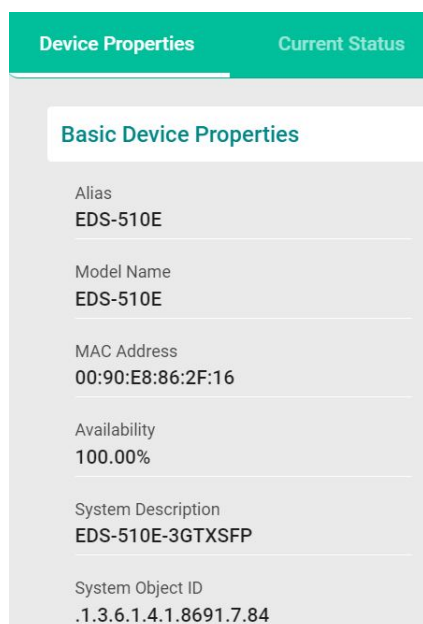 Device Properties Current Status
Basic Device Properties
Alias
EDS-510E
Model Name
EDS-510E
MAC Address
00:90:E8:86:2F:16
Availability
100.00%
System Description
EDS-510E-3GTXSFP
System Object ID
.1.3.6.1.4.1.8691.7.84